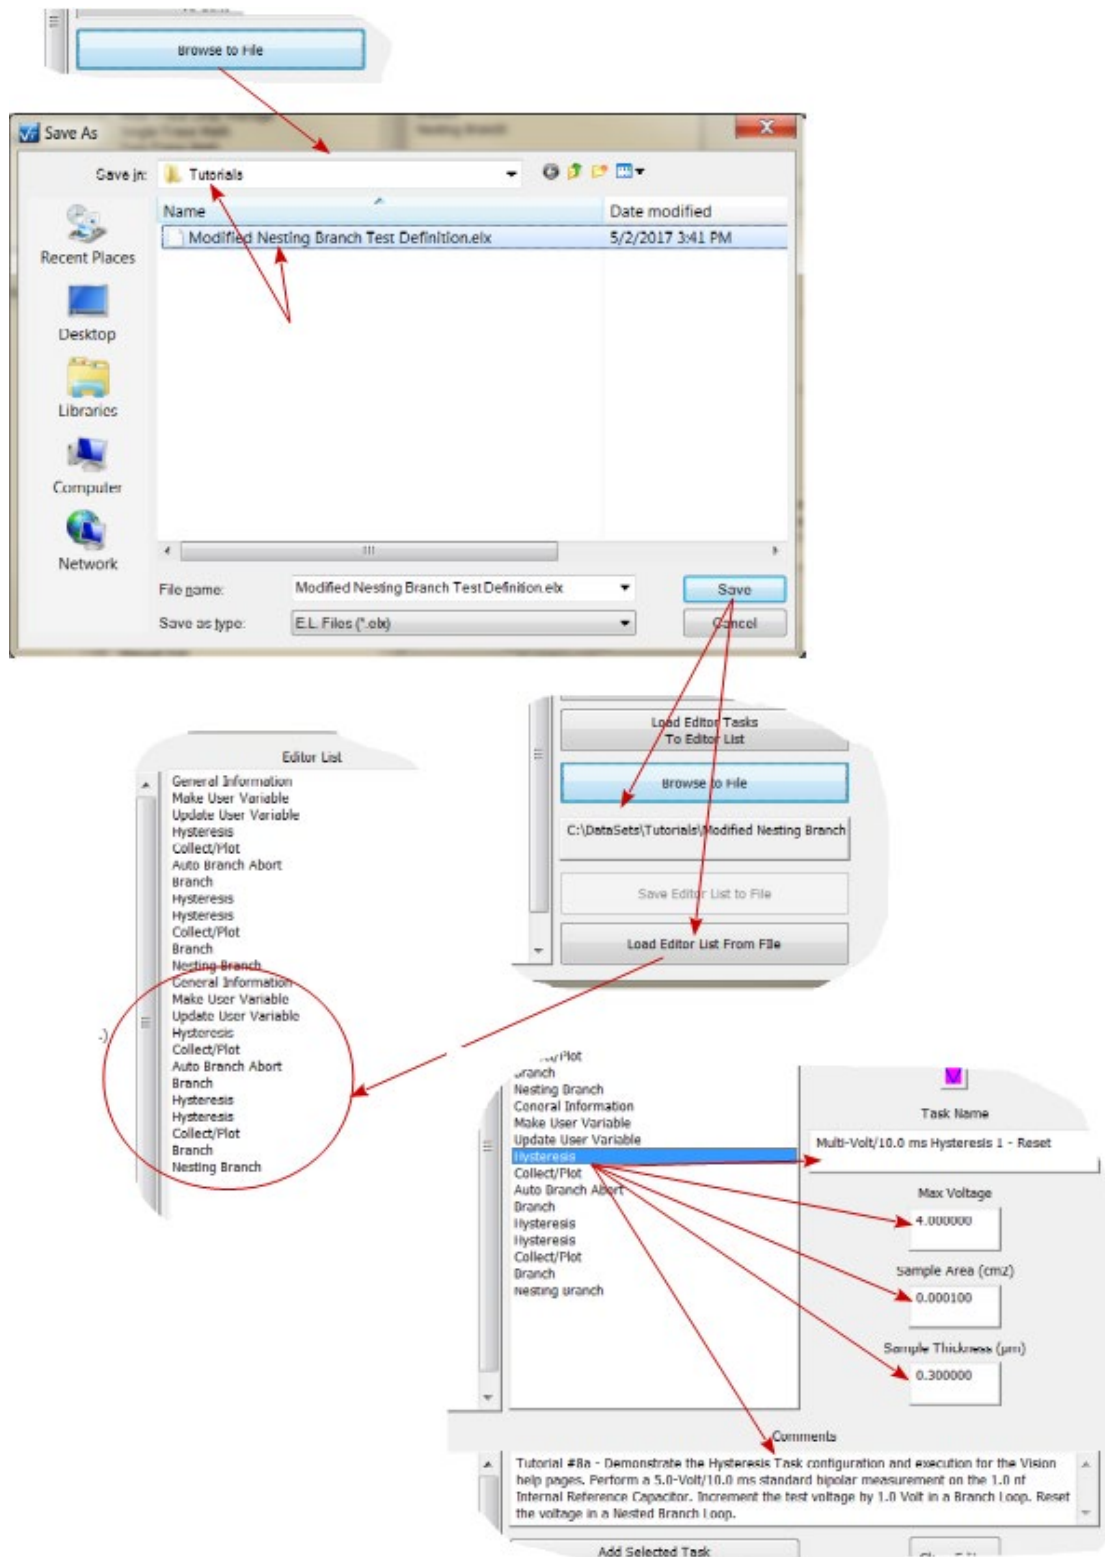 Browse to File
Save As
Save in:
Tutorials
Name
Date modified
Modified Nesting Branch Test Definition.elx
5/2/2017 3:41 PM
Recent Places
Desktop
Libraries
Computer
Network
File name:
Modified Nesting Branch Test Definition.elx
Save
Save as type:
E.L. Files (*.elx)
Cancel
Load Editor Tasks
To Editor List
Browse to File
C:\DataSets\Tutorials\Modified Nesting Branch
Save Editor List to File
Load Editor List From File
Editor List
General Information
Make User Variable
Update User Variable
Hysteresis
Collect/Plot
Auto Branch Abort
Branch
Hysteresis
Hysteresis
Collect/Plot
Branch
Nesting Branch
General Information
Make User Variable
Update User Variable
Hysteresis
Collect/Plot
Auto Branch Abort
Branch
Hysteresis
Hysteresis
Collect/Plot
Branch
Nesting Branch
Branch
Nesting Branch
General Information
Make User Variable
Update User Variable
Hysteresis
Collect/Plot
Auto Branch Abort
Branch
Hysteresis
Hysteresis
Collect/Plot
Branch
Nesting Branch
Task Name
Multi-Volt/10.0 ms Hysteresis 1 - Reset
Max Voltage
4.000000
Sample Area (cm2)
0.000100
Sample Thickness (µm)
0.300000
Comments
Tutorial #8a - Demonstrate the Hysteresis Task configuration and execution for the Vision
help pages. Perform a 5.0-Volt/10.0 ms standard bipolar measurement on the 1.0 nf
Internal Reference Capacitor. Increment the test voltage by 1.0 Volt in a Branch Loop. Reset
the voltage in a Nested Branch Loop.
Add Selected Task